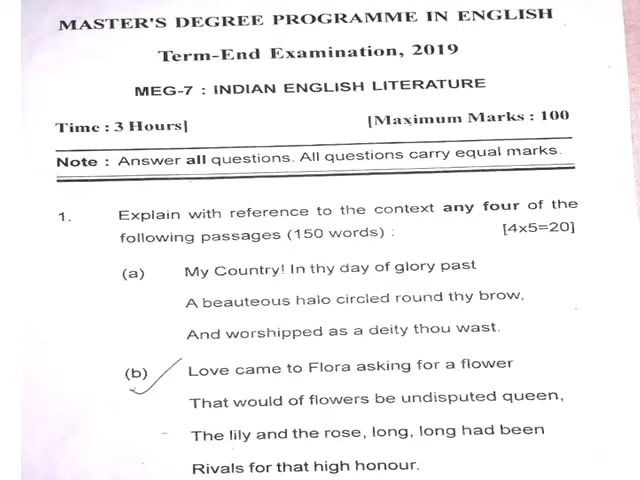 MASTER'S DEGREE PROGRAMME IN ENGLISH
Term-End Examination, 2019
MEG-7 : INDIAN ENGLISH LITERATURE
Time : 3 Hours] [Maximum Marks : 100
Note : Answer all questions. All questions carry equal marks.
1. Explain with reference to the context any four of the
following passages (150 words) : [4x5=20]
(a) My Country! In thy day of glory past
A beauteous halo circled round thy brow,
And worshipped as a deity thou wast.
(b) Love came to Flora asking for a flower
That would of flowers be undisputed queen,
The lily and the rose, long, long had been
Rivals for that high honour.